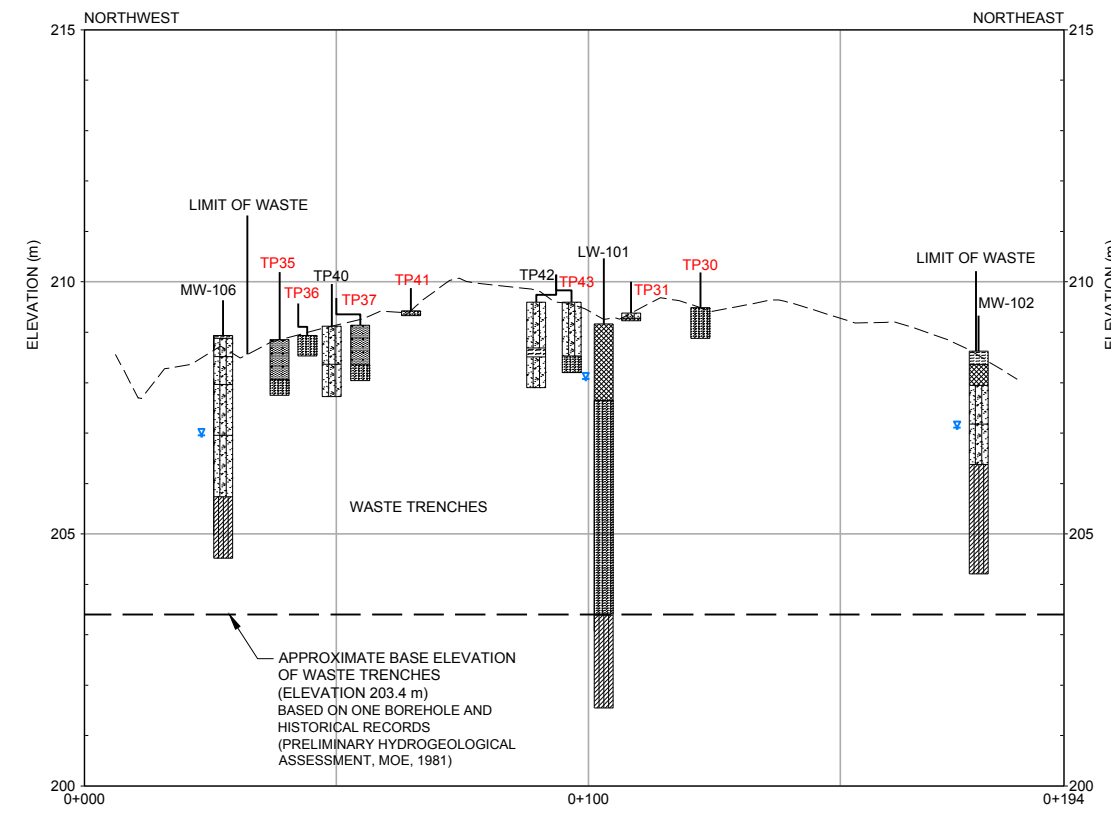 NORTHWEST
NORTHEAST
215
215
LIMIT OF WASTE
TP35
TP40
TP36
TP37
TP41
MW-106
TP42
TP43
LW-101
TP31
TP30
LIMIT OF WASTE
MW-102
210
210
ELEVATION (m)
ELEVATION (m)
WASTE TRENCHES
205
205
APPROXIMATE BASE ELEVATION
OF WASTE TRENCHES
(ELEVATION 203.4 m)
BASED ON ONE BOREHOLE AND
HISTORICAL RECORDS
(PRELIMINARY HYDROGEOLOGICAL
ASSESSMENT, MOE, 1981)
200
200
0+000
0+100
0+194